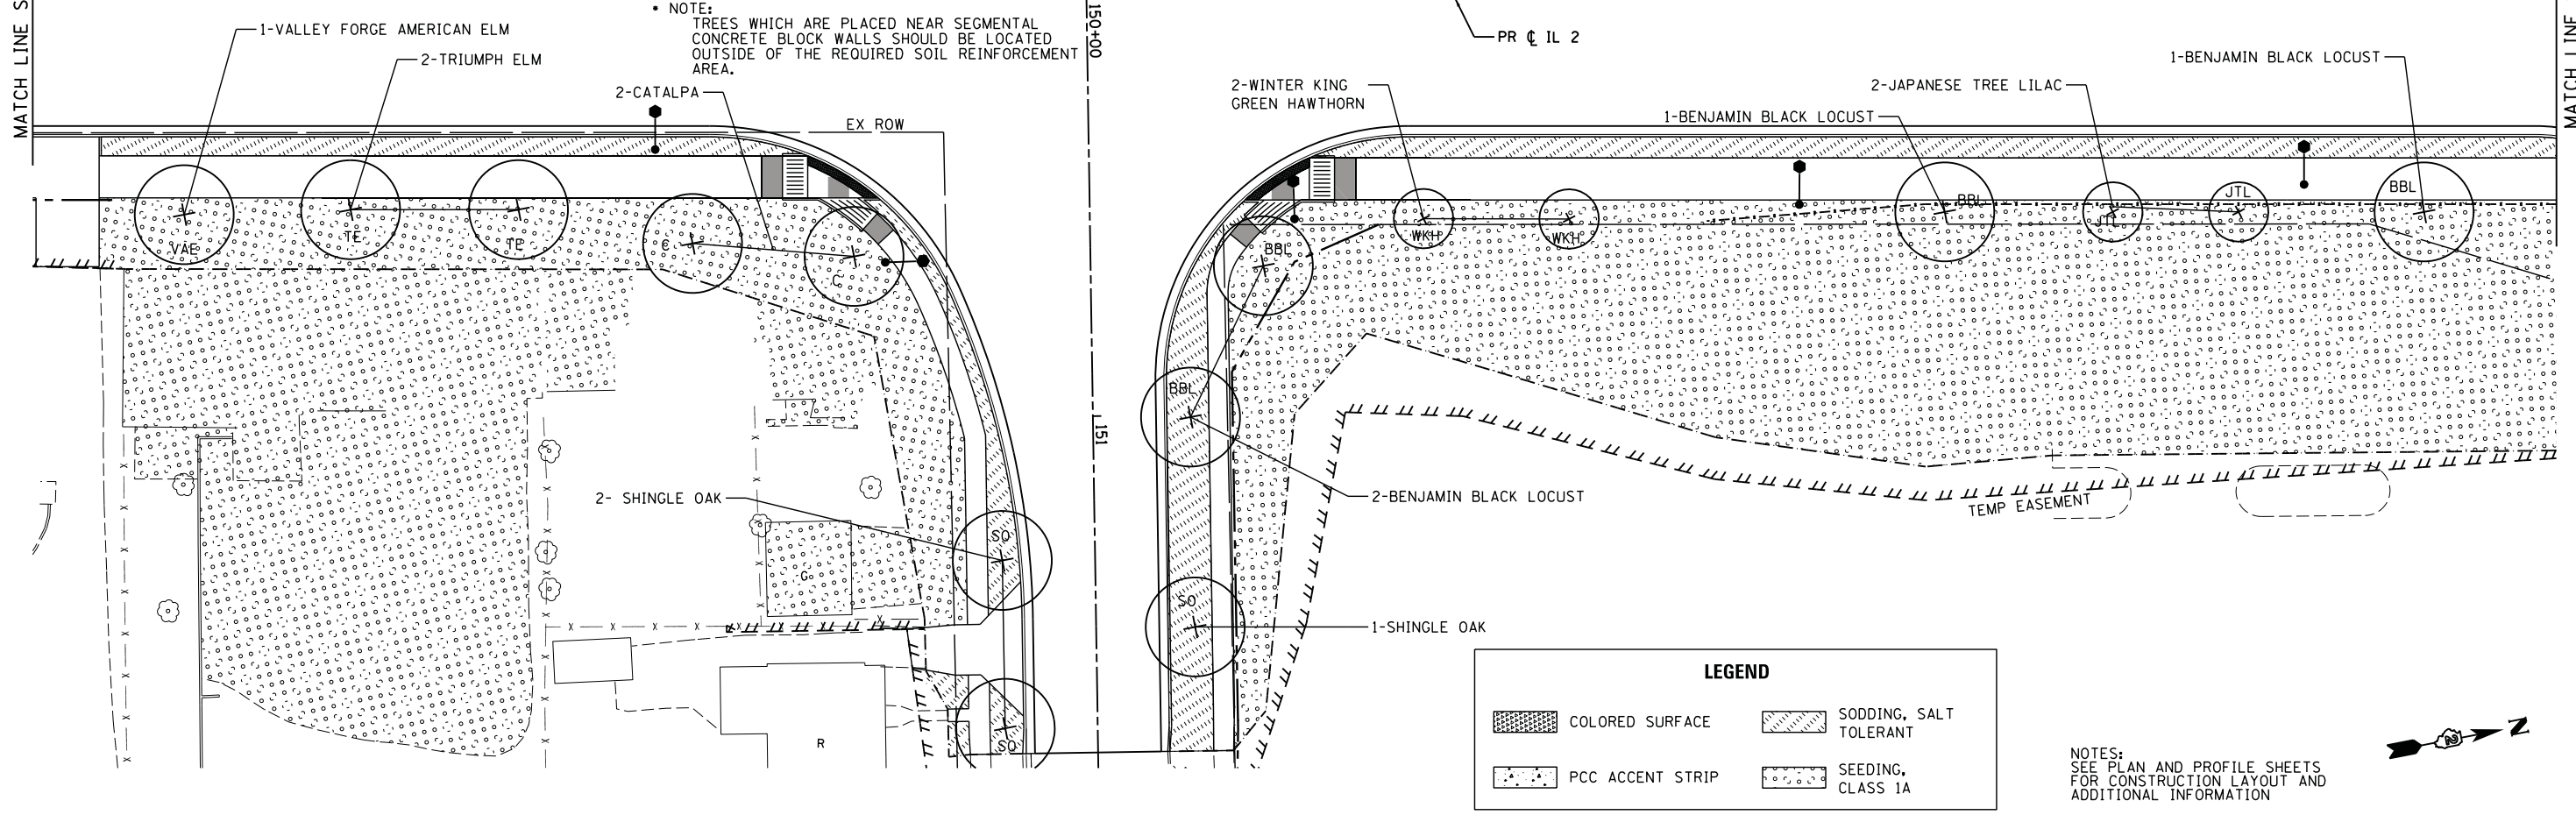 MATCH LINE S
1-VALLEY FORGE AMERICAN ELM
2-TRIUMPH ELM
• NOTE:
TREES WHICH ARE PLACED NEAR SEGMENTAL
CONCRETE BLOCK WALLS SHOULD BE LOCATED
OUTSIDE OF THE REQUIRED SOIL REINFORCEMENT
AREA.
2-CATALPA
EX ROW
150+00
PR ℄ IL 2
2-WINTER KING
GREEN HAWTHORN
1-BENJAMIN BLACK LOCUST
2-JAPANESE TREE LILAC
1-BENJAMIN BLACK LOCUST
MATCH LINE
VAE
TE
TE
C
C
BBL
WKH
WKH
BBL
JTL
JTL
BBL
BBL
151
2- SHINGLE OAK
SO
2-BENJAMIN BLACK LOCUST
TEMP EASEMENT
G
SO
1-SHINGLE OAK
R
SO
LEGEND
COLORED SURFACE
SODDING, SALT
TOLERANT
PCC ACCENT STRIP
SEEDING,
CLASS 1A
NOTES:
SEE PLAN AND PROFILE SHEETS
FOR CONSTRUCTION LAYOUT AND
ADDITIONAL INFORMATION
N